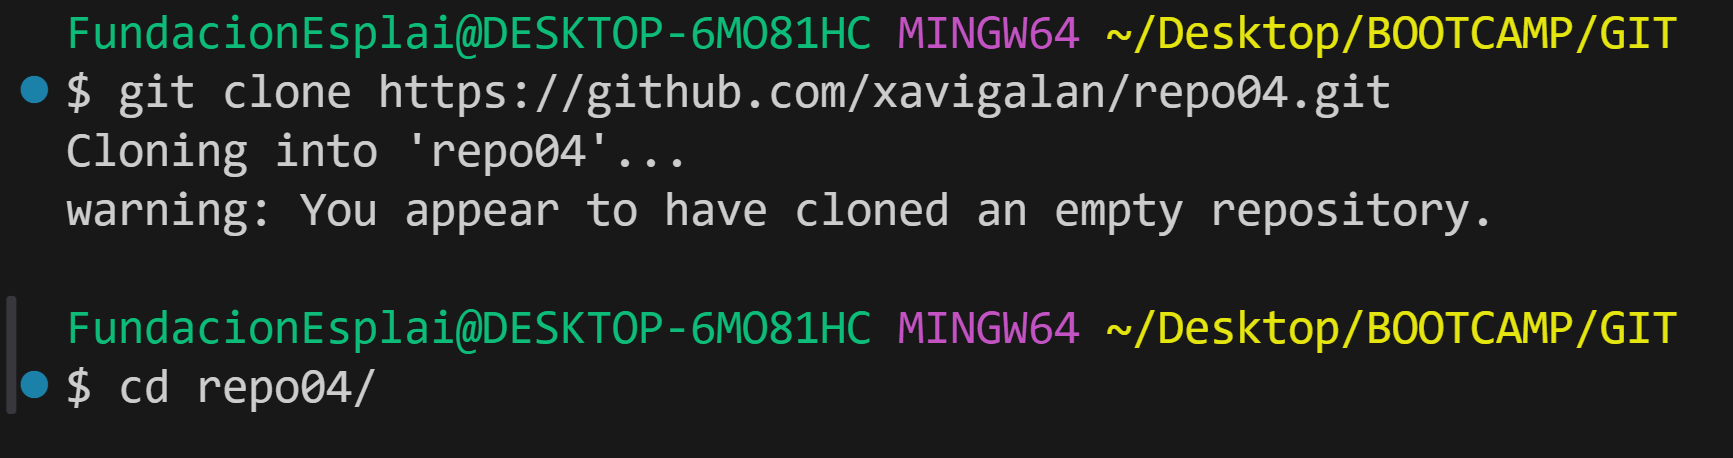 FundacionEsplai@DESKTOP-6MO81HC MINGW64 ~/Desktop/BOOTCAMP/GIT
$ git clone https://github.com/xavigalan/repo04.git
Cloning into 'repo04'...
warning: You appear to have cloned an empty repository.
FundacionEsplai@DESKTOP-6MO81HC MINGW64 ~/Desktop/BOOTCAMP/GIT
$ cd repo04/